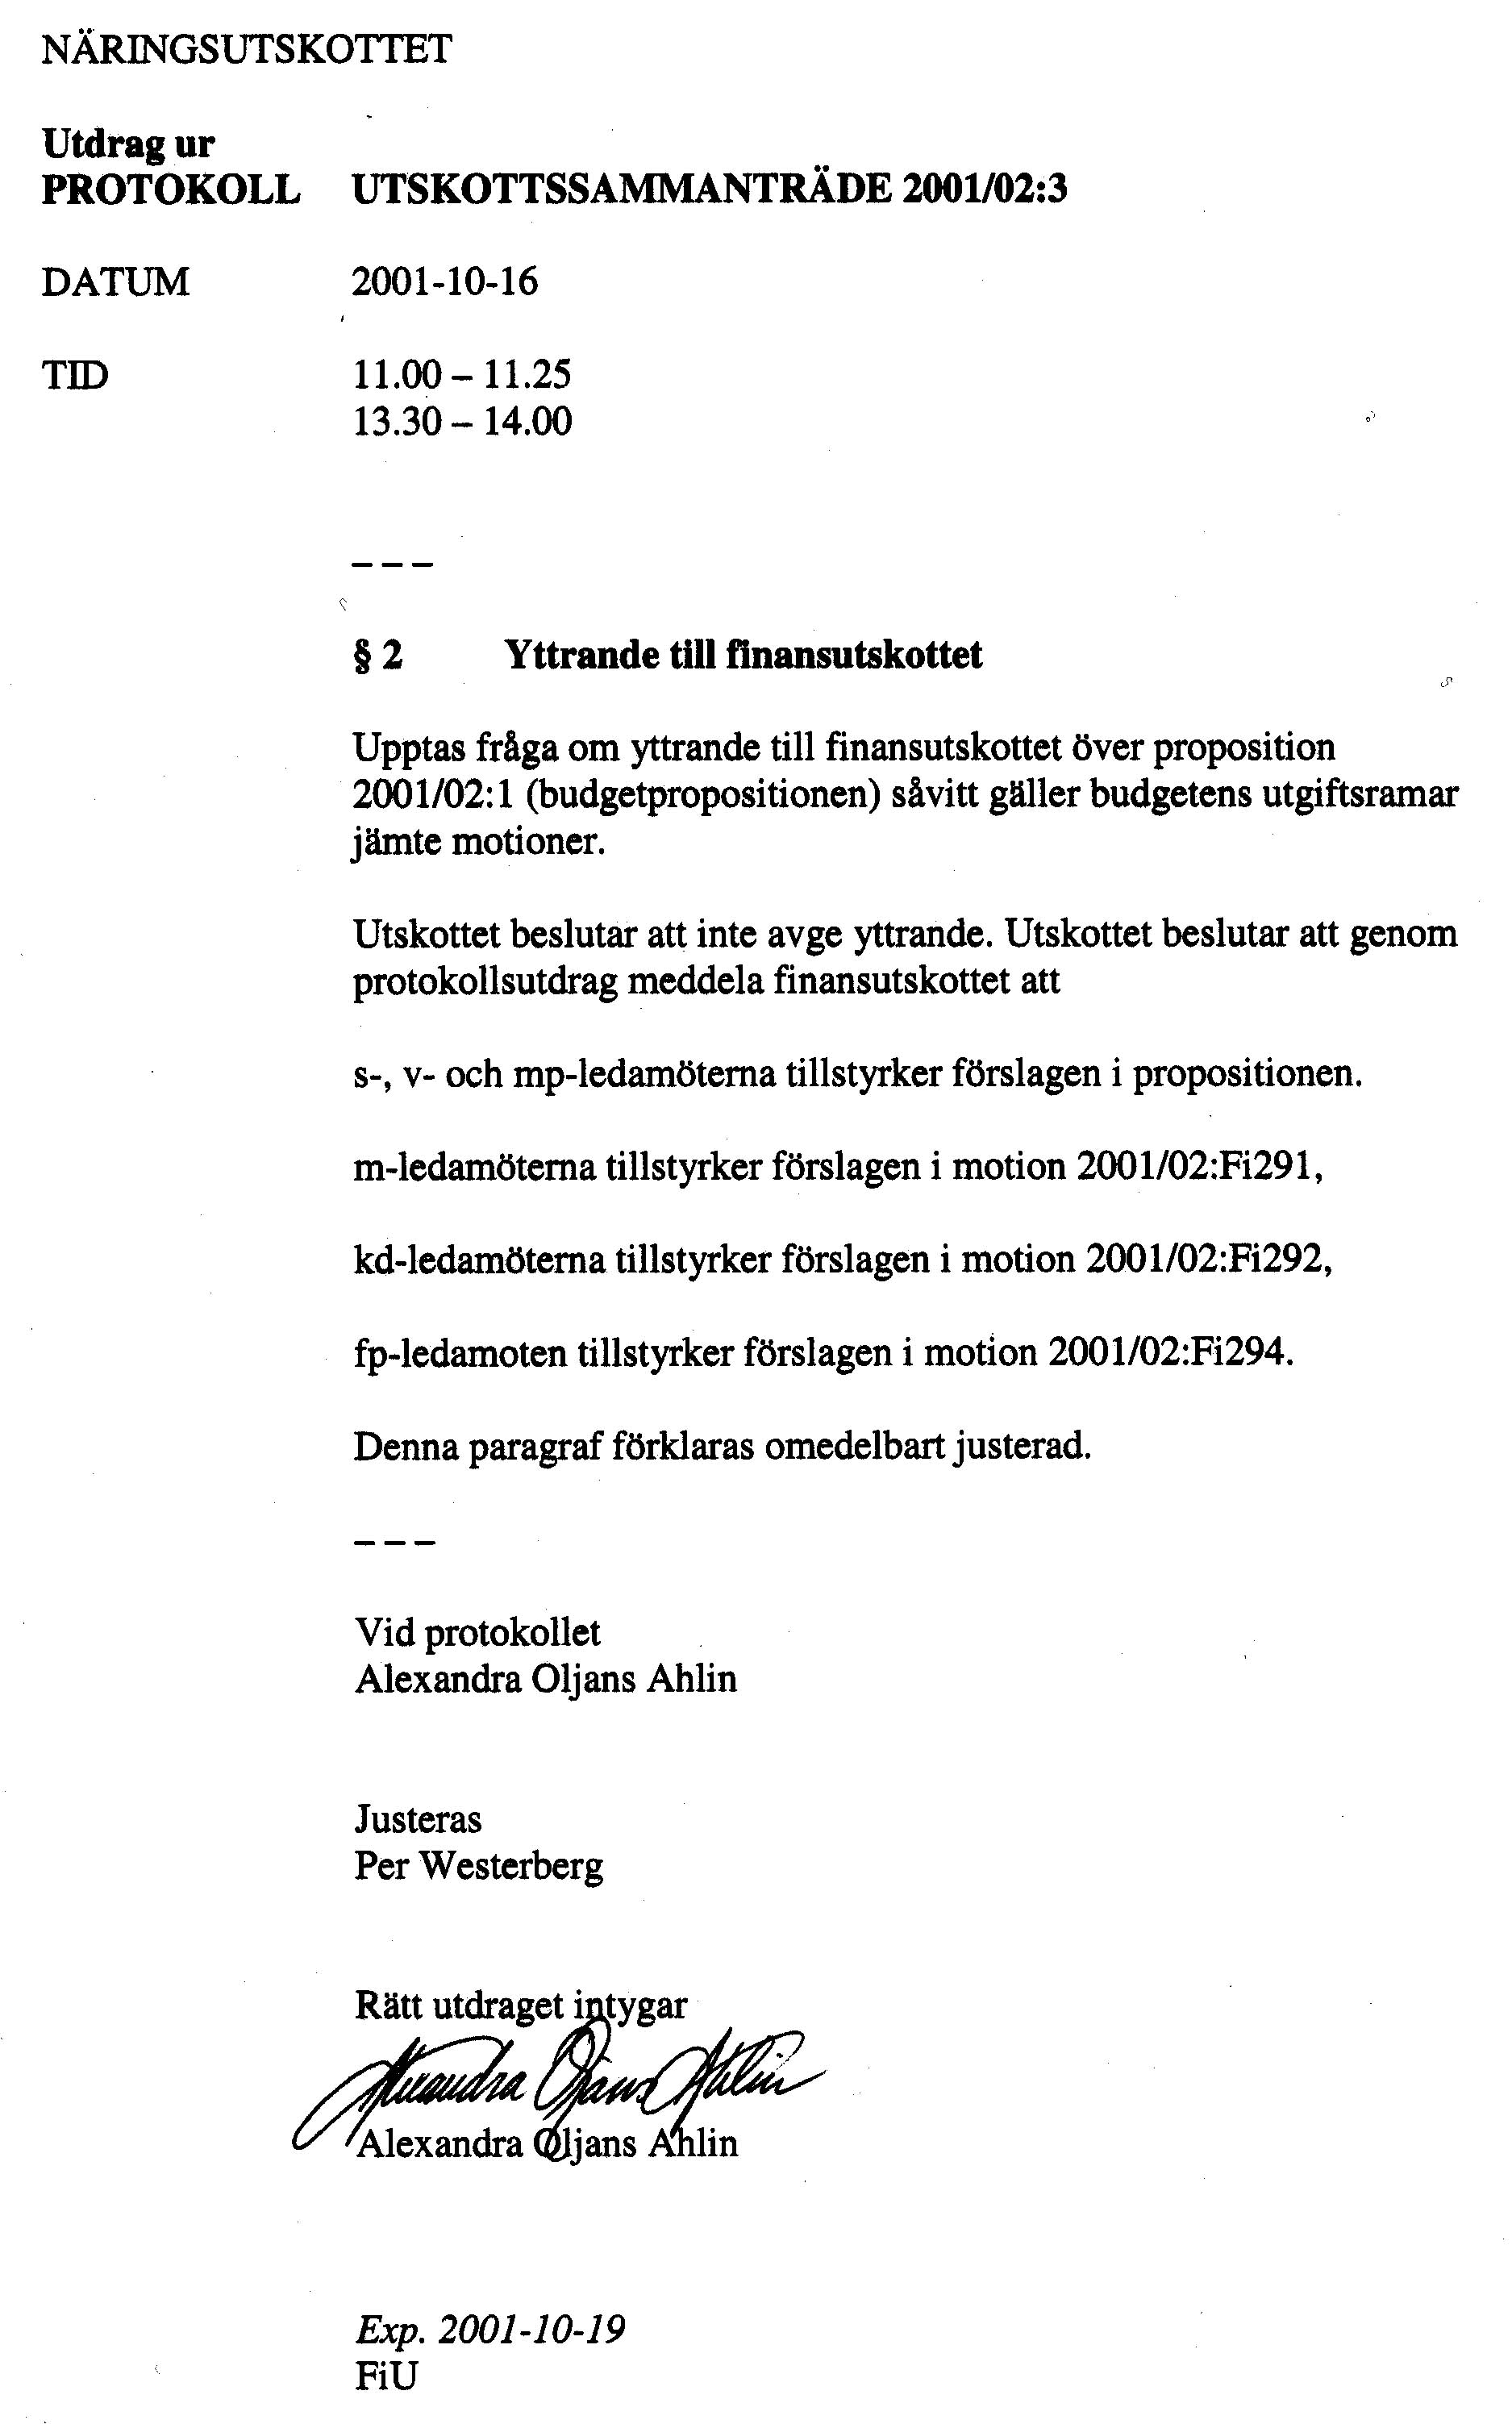 NÄRINGSUTSKOTTET
Utdrag ur
PROTOKOLL UTSKOTTSSAMMANTRÄDE 2001/02:3
DATUM 2001-10-16
TID 11.00 – 11.25
13.30 – 14.00
– – –
§ 2 Yttrande till finansutskottet
Upptas fråga om yttrande till finansutskottet över proposition
2001/02:1 (budgetpropositionen) såvitt gäller budgetens utgiftsramar
jämte motioner.
Utskottet beslutar att inte avge yttrande. Utskottet beslutar att genom
protokollsutdrag meddela finansutskottet att
s-, v- och mp-ledamöterna tillstyrker förslagen i propositionen.
m-ledamöterna tillstyrker förslagen i motion 2001/02:Fi291,
kd-ledamöterna tillstyrker förslagen i motion 2001/02:Fi292,
fp-ledamoten tillstyrker förslagen i motion 2001/02:Fi294.
Denna paragraf förklaras omedelbart justerad.
– – –
Vid protokollet
Alexandra Oljans Ahlin
Justeras
Per Westerberg
Rätt utdraget intygar
Alexandra Oljans Ahlin
Alexandra Oljans Ahlin
Exp. 2001-10-19
FiU